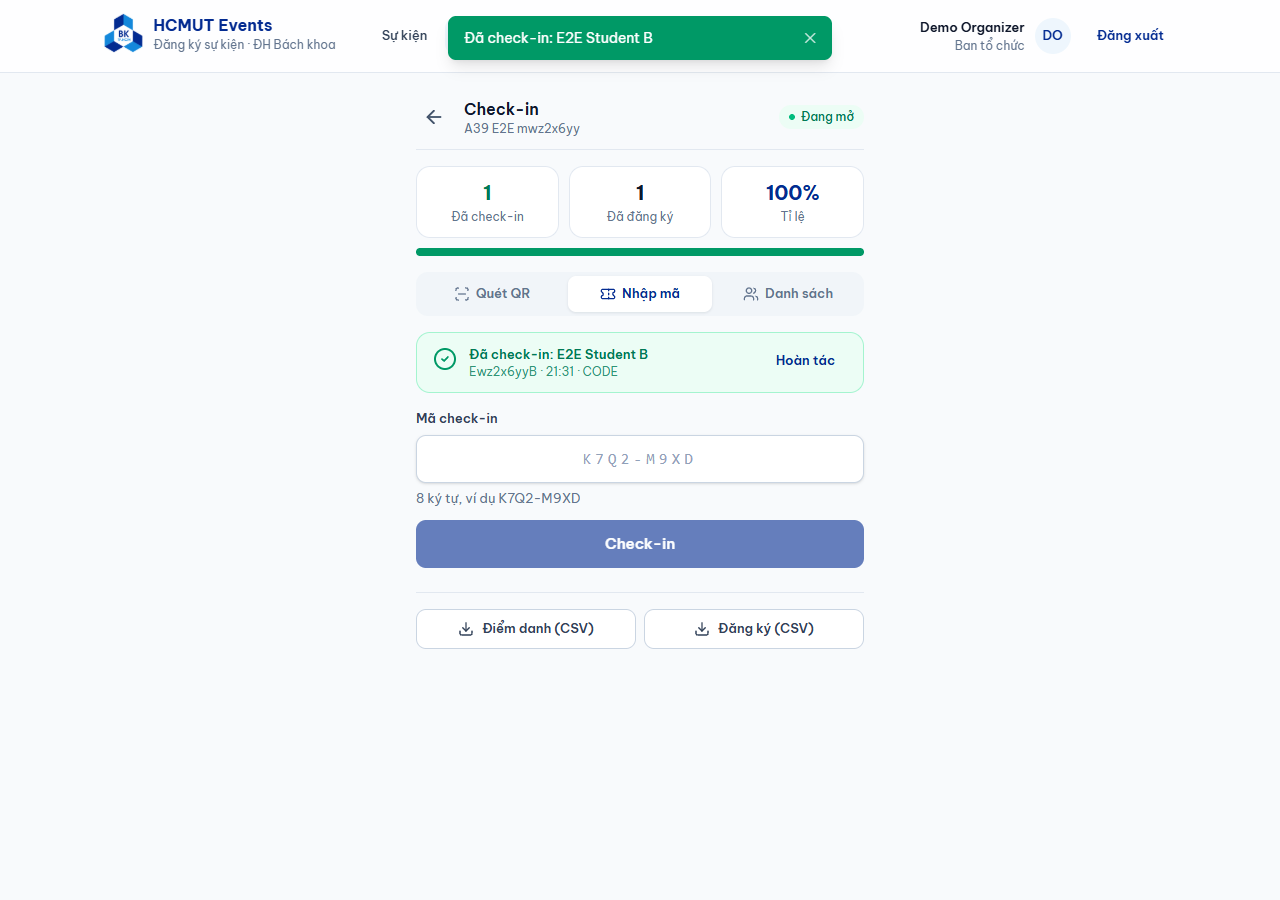 BK
TP.HCM
HCMUT Events
Đăng ký sự kiện · ĐH Bách khoa
Sự kiện
Đã check-in: E2E Student B
Demo Organizer
Ban tổ chức
DO
Đăng xuất
Check-in
A39 E2E mwz2x6yy
Đang mở
1
Đã check-in
1
Đã đăng ký
100%
Tỉ lệ
Quét QR
Nhập mã
Danh sách
Đã check-in: E2E Student B
Ewz2x6yyB · 21:31 · CODE
Hoàn tác
Mã check-in
K7Q2-M9XD
8 ký tự, ví dụ K7Q2-M9XD
Check-in
Điểm danh (CSV)
Đăng ký (CSV)